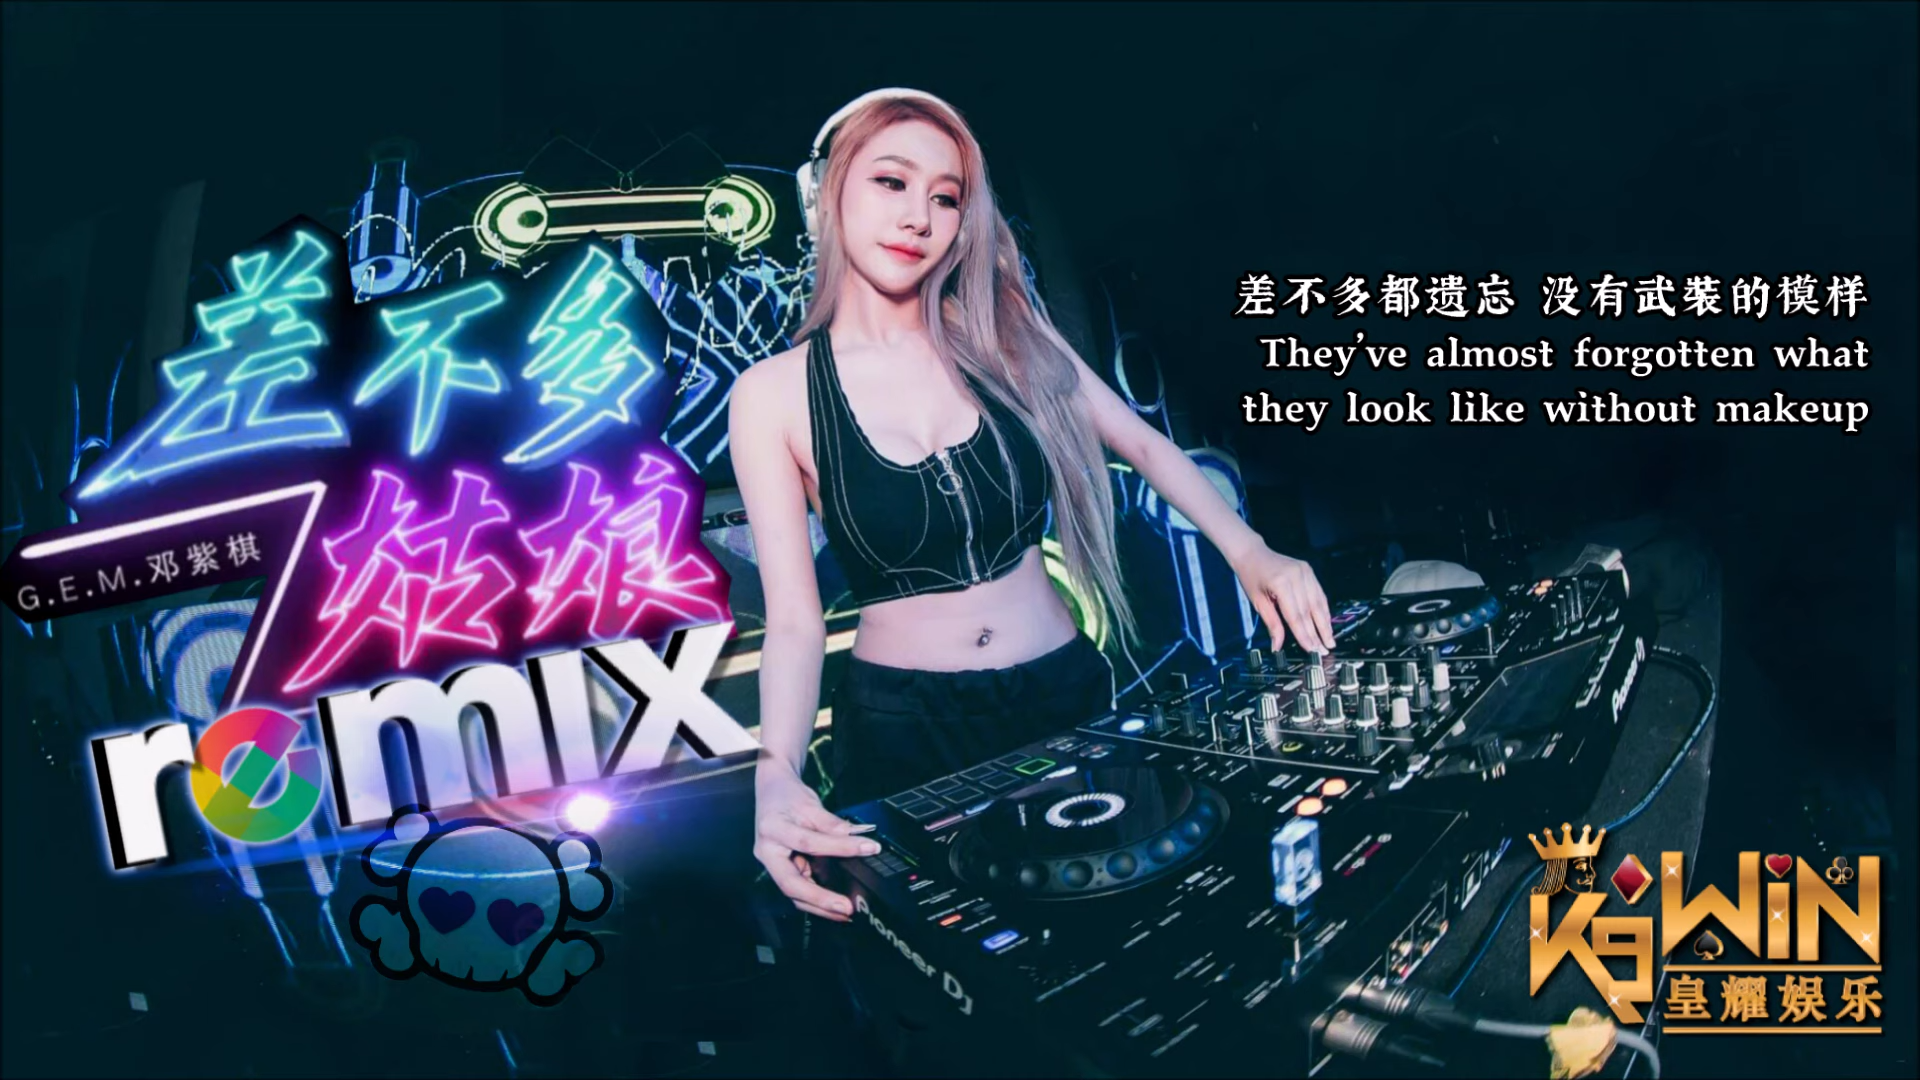 差不多
姑娘
G.E.M.邓紫棋
remix
差不多都遗忘 没有武装的模样
They've almost forgotten what
they look like without makeup
Pioneer DJ
Pioneer
K9WiN
皇耀娱乐